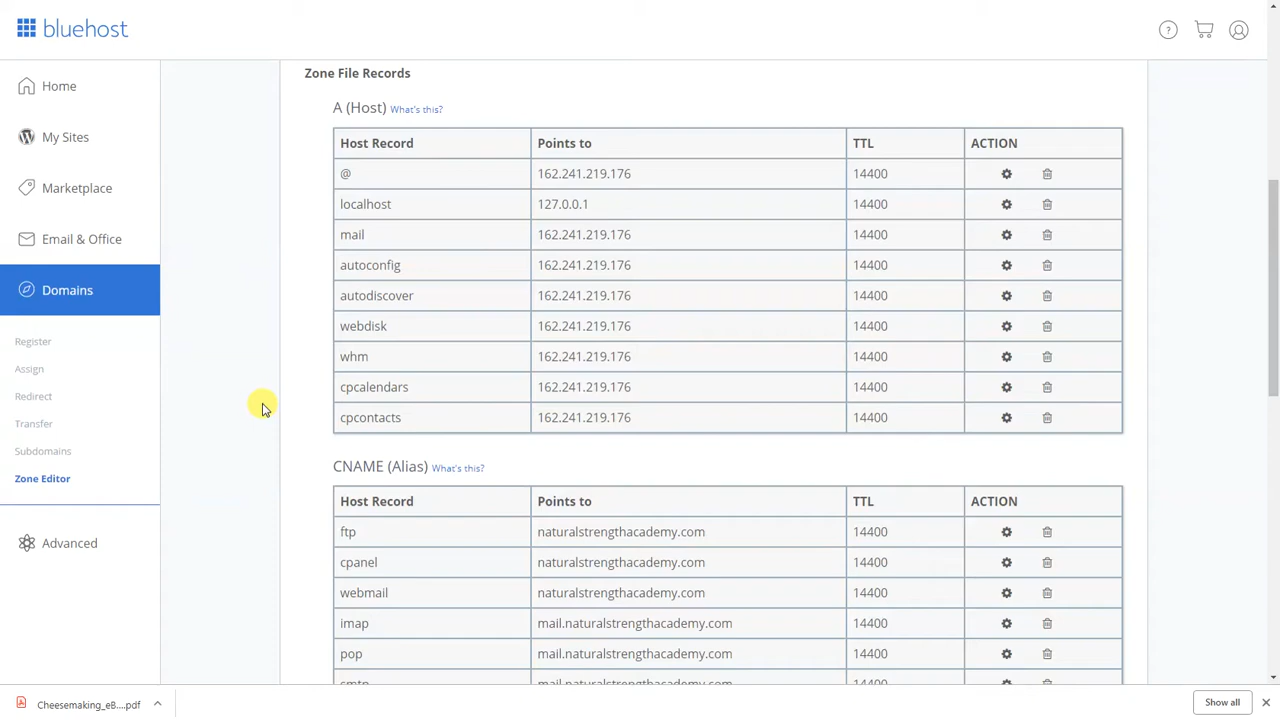 bluehost
Home
My Sites
Marketplace
Email & Office
Domains
Register
Assign
Redirect
Transfer
Subdomains
Zone Editor
Advanced
Zone File Records
A (Host) What's this?
Host Record Points to TTL ACTION
@ 162.241.219.176 14400
localhost 127.0.0.1 14400
mail 162.241.219.176 14400
autoconfig 162.241.219.176 14400
autodiscover 162.241.219.176 14400
webdisk 162.241.219.176 14400
whm 162.241.219.176 14400
cpcalendars 162.241.219.176 14400
cpcontacts 162.241.219.176 14400
CNAME (Alias) What's this?
Host Record Points to TTL ACTION
ftp naturalstrengthacademy.com 14400
cpanel naturalstrengthacademy.com 14400
webmail naturalstrengthacademy.com 14400
imap mail.naturalstrengthacademy.com 14400
pop mail.naturalstrengthacademy.com 14400
smtp mail.naturalstrengthacademy.com 14400
Cheesemaking_eB....pdf
Show all